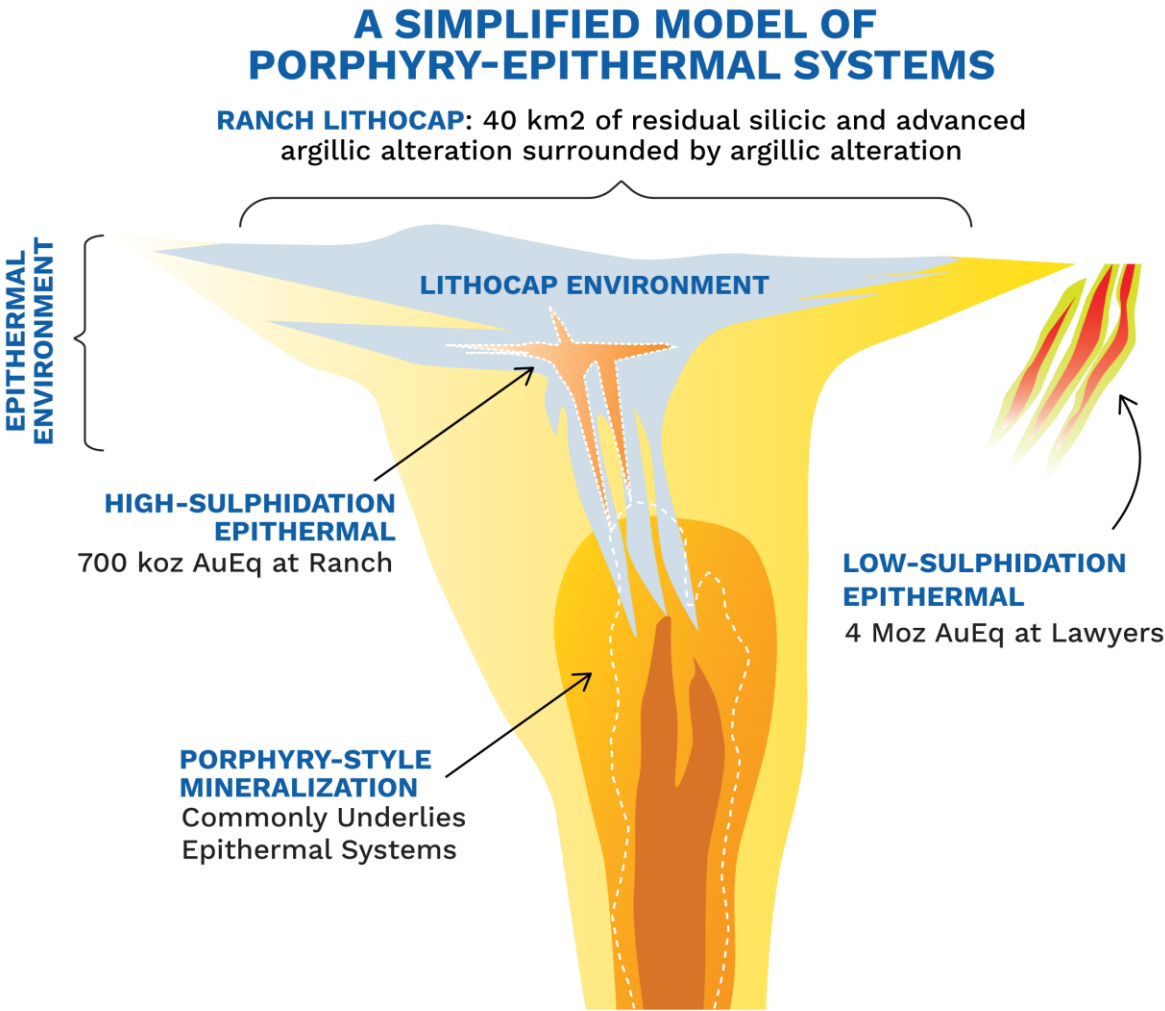 A SIMPLIFIED MODEL OF
PORPHYRY-EPITHERMAL SYSTEMS
RANCH LITHOCAP: 40 km2 of residual silicic and advanced
argillic alteration surrounded by argillic alteration
EPITHERMAL
ENVIRONMENT
LITHOCAP ENVIRONMENT
HIGH-SULPHIDATION
EPITHERMAL
700 koz AuEq at Ranch
LOW-SULPHIDATION
EPITHERMAL
4 Moz AuEq at Lawyers
PORPHYRY-STYLE
MINERALIZATION
Commonly Underlies
Epithermal Systems